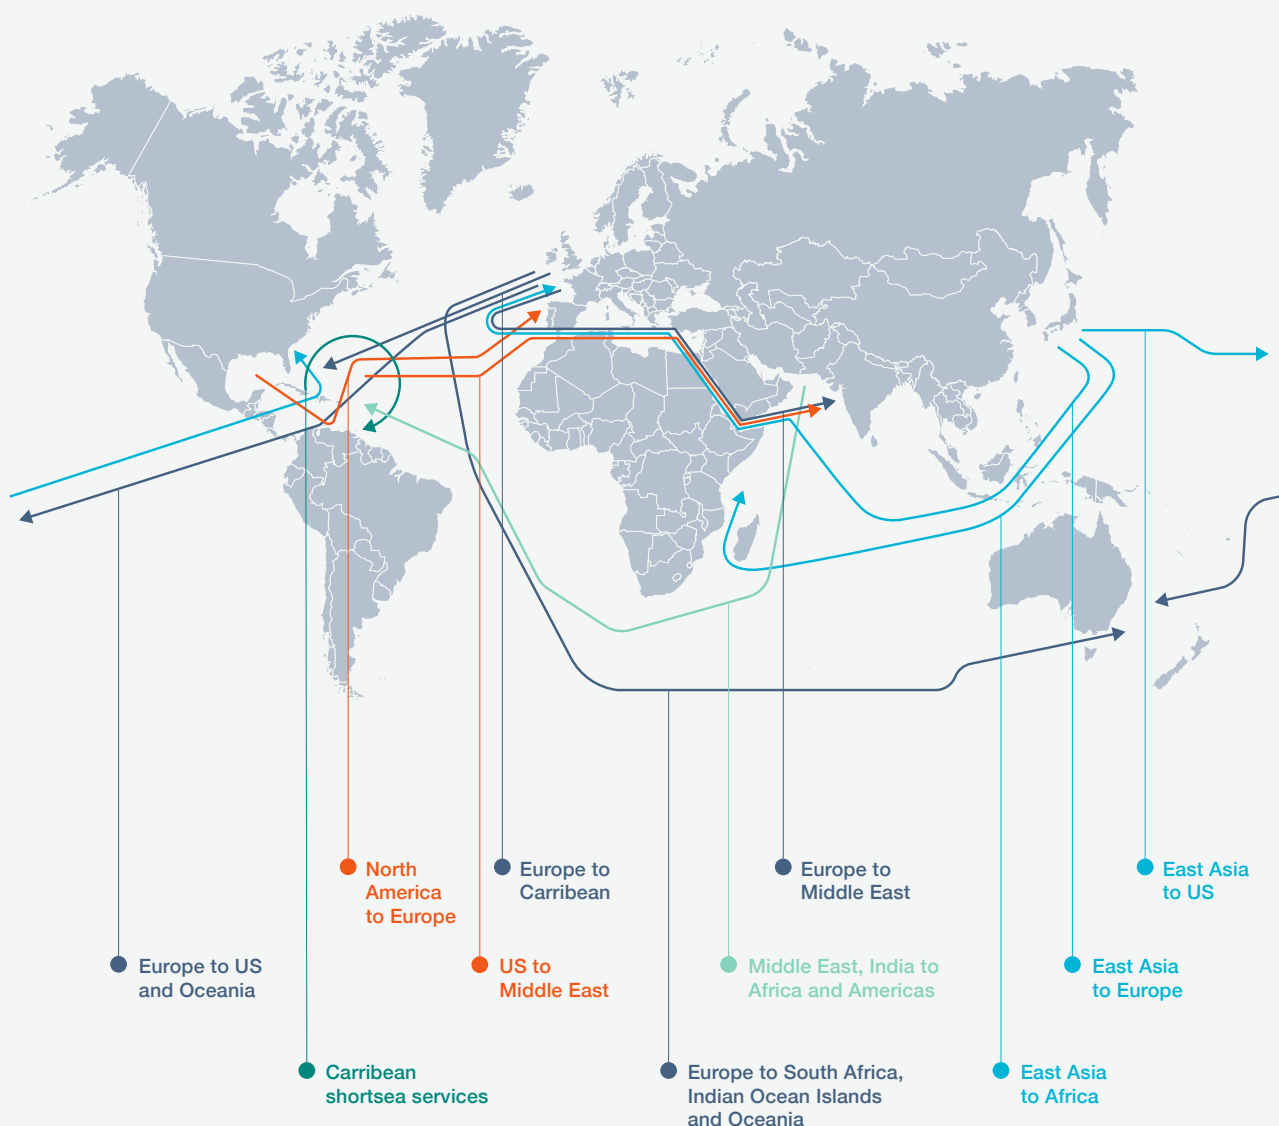 North
America
to Europe
Europe to
Carribean
Europe to
Middle East
East Asia
to US
Europe to US
and Oceania
US to
Middle East
Middle East, India to
Africa and Americas
East Asia
to Europe
Carribean
shortsea services
Europe to South Africa,
Indian Ocean Islands
and Oceania
East Asia
to Africa